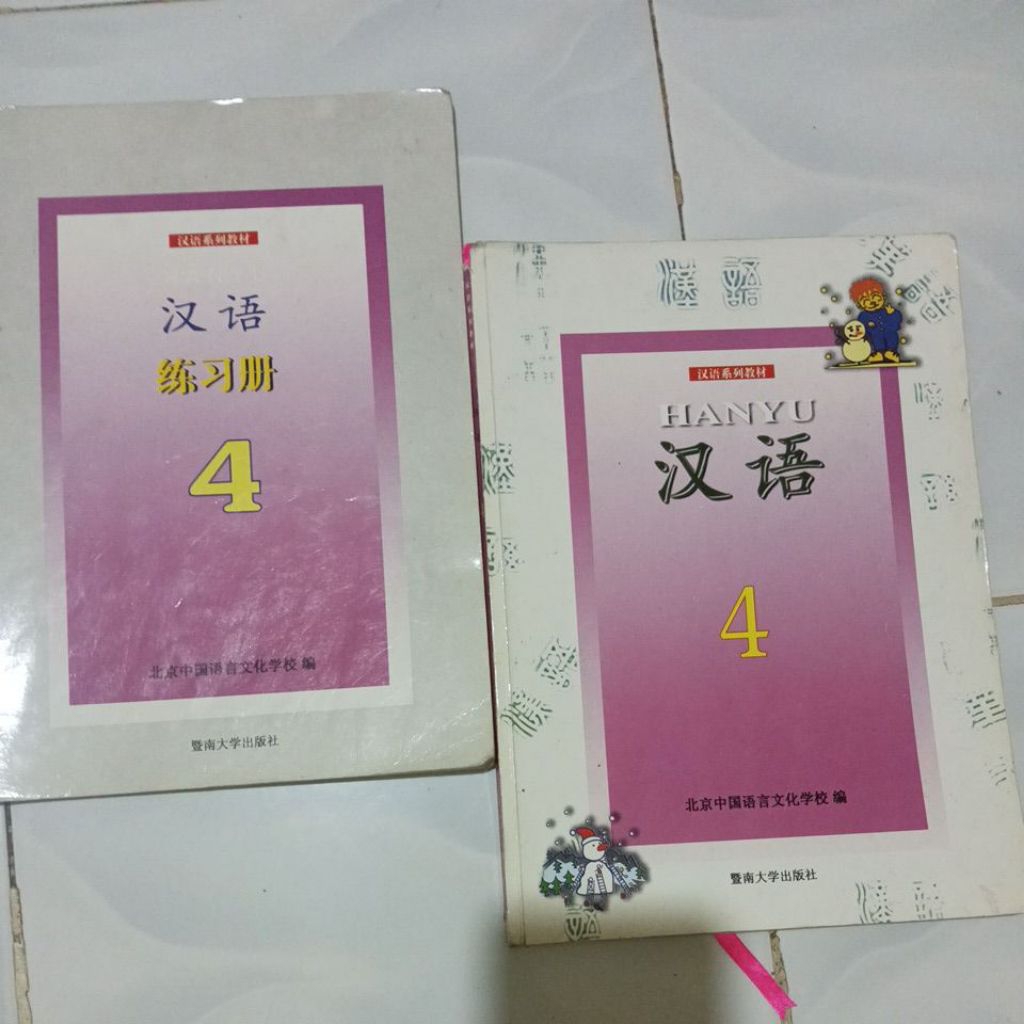 汉语系列教材
汉语
练习册
4
北京中国语言文化学校 编
暨南大学出版社
漢語
汉语系列教材
HANYU
汉语
4
北京中国语言文化学校 编
暨南大学出版社